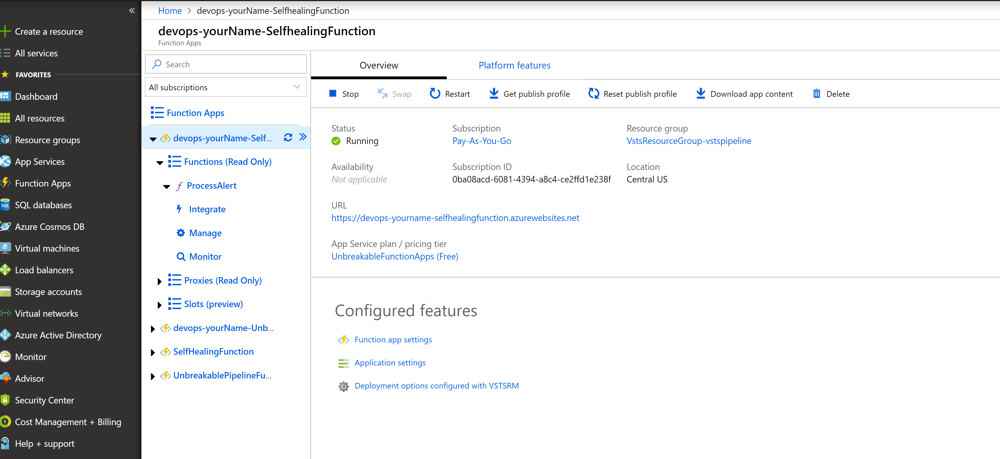 «
Create a resource
All services
FAVORITES
Dashboard
All resources
Resource groups
App Services
Function Apps
SQL databases
Azure Cosmos DB
Virtual machines
Load balancers
Storage accounts
Virtual networks
Azure Active Directory
Monitor
Advisor
Security Center
Cost Management + Billing
Help + support
Home > devops-yourName-SelfhealingFunction
devops-yourName-SelfhealingFunction
Function Apps
Search
All subscriptions
Function Apps
devops-yourName-Self...
Functions (Read Only)
ProcessAlert
Integrate
Manage
Monitor
Proxies (Read Only)
Slots (preview)
devops-yourName-Unb...
SelfHealingFunction
UnbreakablePipelineFu...
Overview Platform features
Stop Swap Restart Get publish profile Reset publish profile Download app content Delete
Status Subscription Resource group
Running Pay-As-You-Go VstsResourceGroup-vstspipeline
Availability Subscription ID Location
Not applicable 0ba08acd-6081-4394-a8c4-ce2ffd1e238f Central US
URL
https://devops-yourname-selfhealingfunction.azurewebsites.net
App Service plan / pricing tier
UnbreakableFunctionApps (Free)
Configured features
Function app settings
Application settings
Deployment options configured with VSTSRM